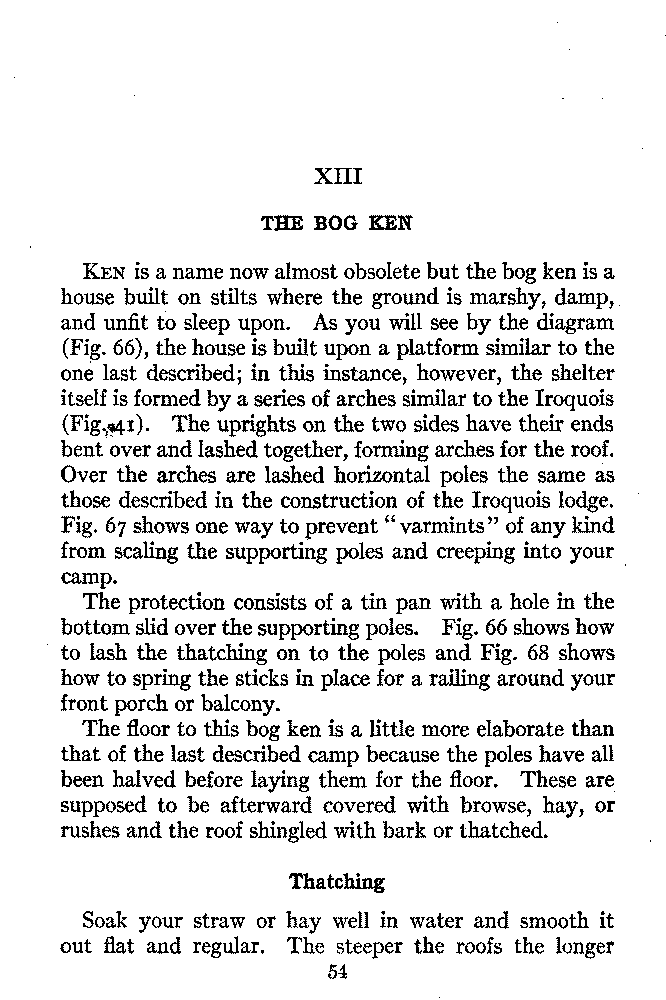 XIII
THE BOG KEN
KEN is a name now almost obsolete but the bog ken is a
house built on stilts where the ground is marshy, damp,
and unfit to sleep upon. As you will see by the diagram
(Fig. 66), the house is built upon a platform similar to the
one last described; in this instance, however, the shelter
itself is formed by a series of arches similar to the Iroquois
(Fig. 41). The uprights on the two sides have their ends
bent over and lashed together, forming arches for the roof.
Over the arches are lashed horizontal poles the same as
those described in the construction of the Iroquois lodge.
Fig. 67 shows one way to prevent "varmints" of any kind
from scaling the supporting poles and creeping into your
camp.
The protection consists of a tin pan with a hole in the
bottom slid over the supporting poles. Fig. 66 shows how
to lash the thatching on to the poles and Fig. 68 shows
how to spring the sticks in place for a railing around your
front porch or balcony.
The floor to this bog ken is a little more elaborate than
that of the last described camp because the poles have all
been halved before laying them for the floor. These are
supposed to be afterward covered with browse, hay, or
rushes and the roof shingled with bark or thatched.
Thatching
Soak your straw or hay well in water and smooth it
out flat and regular. The steeper the roofs the longer
54